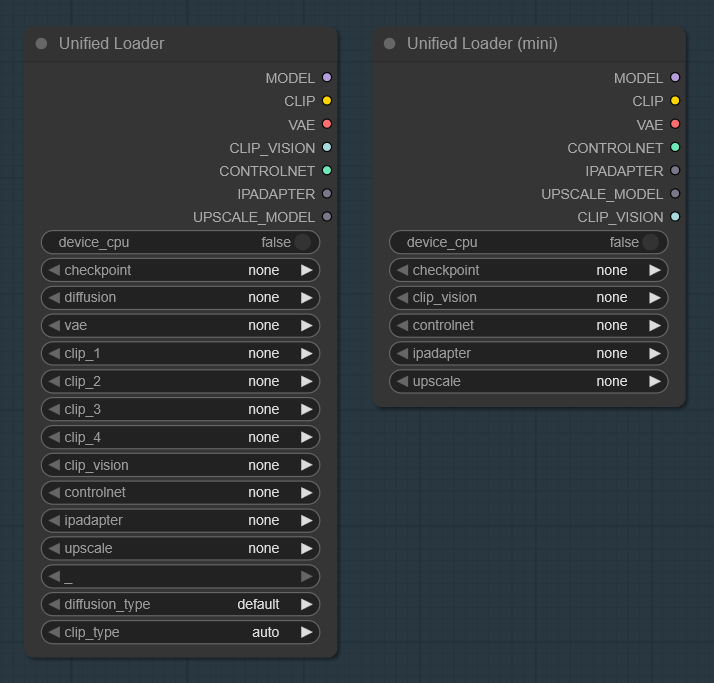 Unified Loader
MODEL
CLIP
VAE
CLIP_VISION
CONTROLNET
IPADAPTER
UPSCALE_MODEL
device_cpu false
checkpoint none
diffusion none
vae none
clip_1 none
clip_2 none
clip_3 none
clip_4 none
clip_vision none
controlnet none
ipadapter none
upscale none
_
diffusion_type default
clip_type auto
Unified Loader (mini)
MODEL
CLIP
VAE
CONTROLNET
IPADAPTER
UPSCALE_MODEL
CLIP_VISION
device_cpu false
checkpoint none
clip_vision none
controlnet none
ipadapter none
upscale none